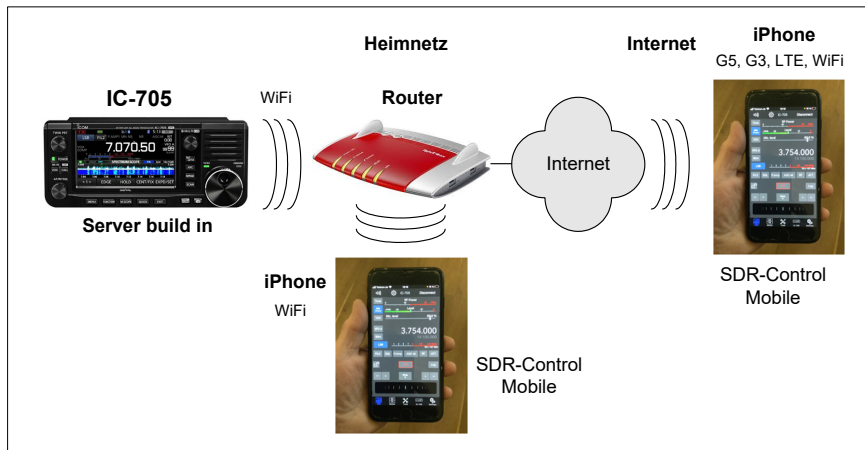 Heimnetz
Internet
iPhone
G5, G3, LTE, WiFi
IC-705
WiFi
Router
7.070.50
Internet
Server build in
iPhone
WiFi
3.754.000
SDR-Control
Mobile
3.754.000
SDR-Control
Mobile